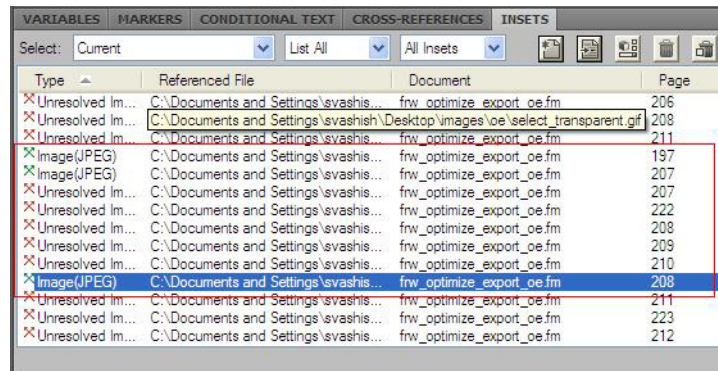 VARIABLES MARKERS CONDITIONAL TEXT CROSS-REFERENCES INSETS
Select: Current List All All Insets
Type Referenced File Document Page
Unresolved Im... C:\Documents and Settings\svashis... frw_optimize_export_oe.fm 206
Unresolved Im... C:\Documents and Settings\svashish\Desktop\images\oe\select_transparent.gif 208
Unresolved Im... C:\Documents and Settings\svashis... frw_optimize_export_oe.fm 211
Image(JPEG) C:\Documents and Settings\svashis... frw_optimize_export_oe.fm 197
Image(JPEG) C:\Documents and Settings\svashis... frw_optimize_export_oe.fm 207
Unresolved Im... C:\Documents and Settings\svashis... frw_optimize_export_oe.fm 207
Unresolved Im... C:\Documents and Settings\svashis... frw_optimize_export_oe.fm 222
Unresolved Im... C:\Documents and Settings\svashis... frw_optimize_export_oe.fm 208
Unresolved Im... C:\Documents and Settings\svashis... frw_optimize_export_oe.fm 209
Unresolved Im... C:\Documents and Settings\svashis... frw_optimize_export_oe.fm 210
Image(JPEG) C:\Documents and Settings\svashis... frw_optimize_export_oe.fm 208
Unresolved Im... C:\Documents and Settings\svashis... frw_optimize_export_oe.fm 211
Unresolved Im... C:\Documents and Settings\svashis... frw_optimize_export_oe.fm 223
Unresolved Im... C:\Documents and Settings\svashis... frw_optimize_export_oe.fm 212